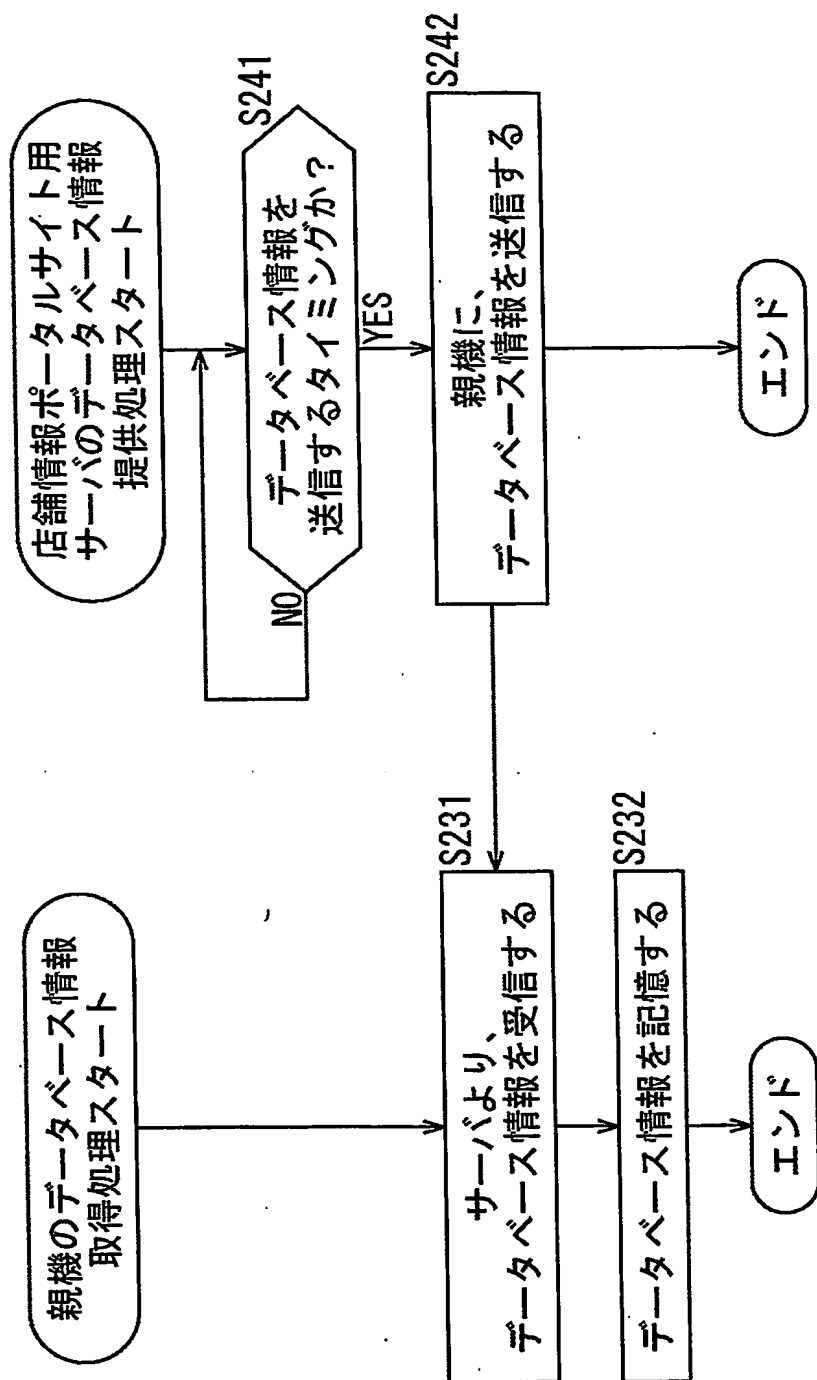 親機のデータベース情報
取得処理スタート
S231
サーバより、
データベース情報を受信する
S232
データベース情報を記憶する
エンド
店舗情報ポータルサイト用
サーバのデータベース情報
提供処理スタート
S241
データベース情報を
送信するタイミングか？
NO
YES
S242
親機に、
データベース情報を送信する
エンド